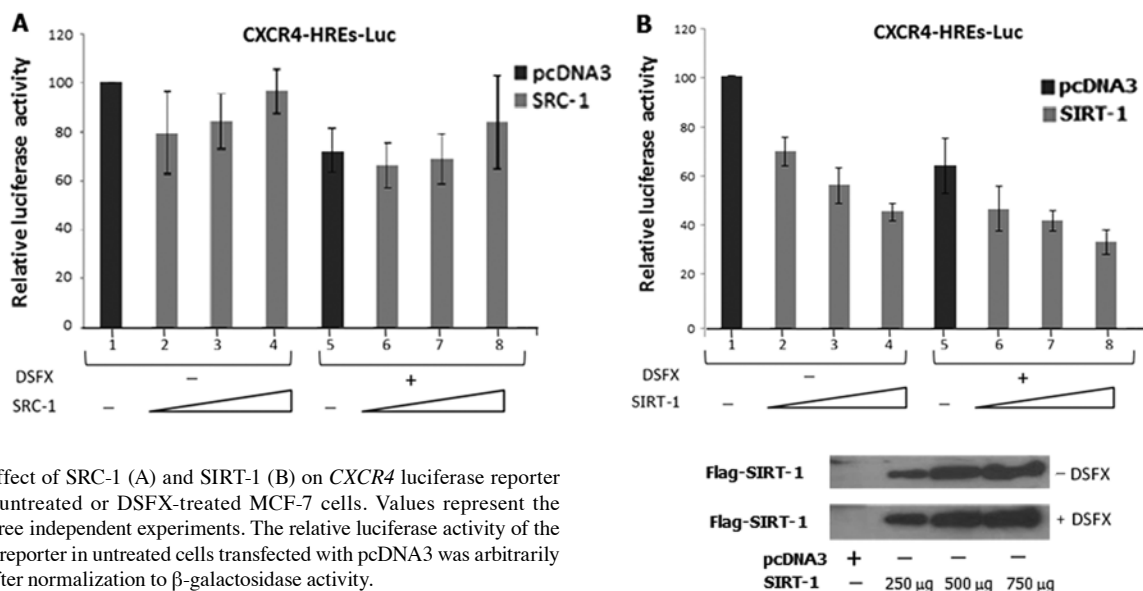 A
CXCR4-HREs-Luc
Relative luciferase activity
120
100
80
60
40
20
0
pcDNA3
SRC-1
1 2 3 4 5 6 7 8
DSFX − +
SRC-1 − −
B
CXCR4-HREs-Luc
Relative luciferase activity
120
100
80
60
40
20
0
pcDNA3
SIRT-1
1 2 3 4 5 6 7 8
DSFX − +
SIRT-1 − −
Flag-SIRT-1 − DSFX
Flag-SIRT-1 + DSFX
pcDNA3 + − − −
SIRT-1 − 250 µg 500 µg 750 µg
of SRC-1 (A) and SIRT-1 (B) on CXCR4 luciferase reporter
untreated or DSFX-treated MCF-7 cells. Values represent the
independent experiments. The relative luciferase activity of the
reporter in untreated cells transfected with pcDNA3 was arbitrarily
normalization to β-galactosidase activity.